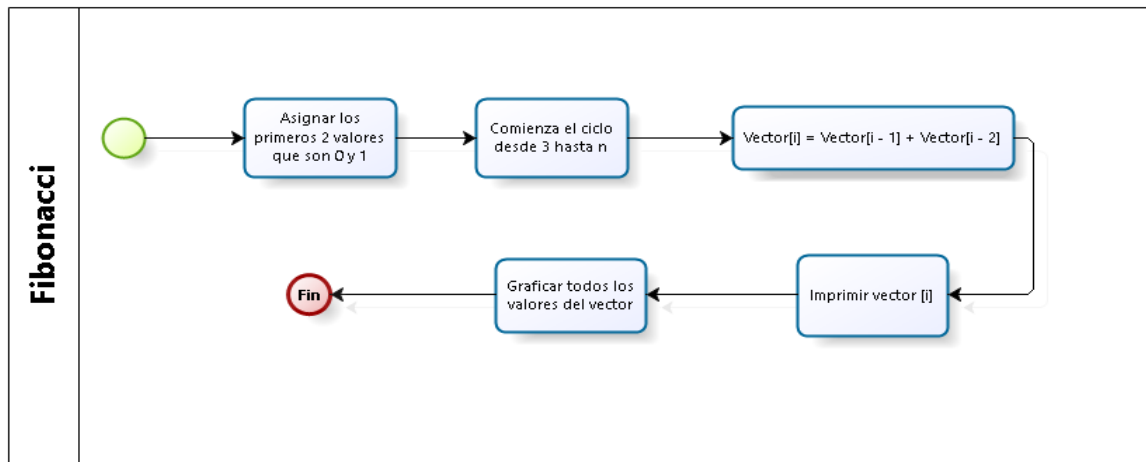 Fibonacci
Asignar los
primeros 2 valores
que son 0 y 1
Comienza el ciclo
desde 3 hasta n
Vector[i] = Vector[i - 1] + Vector[i - 2]
Imprimir vector [i]
Graficar todos los
valores del vector
Fin